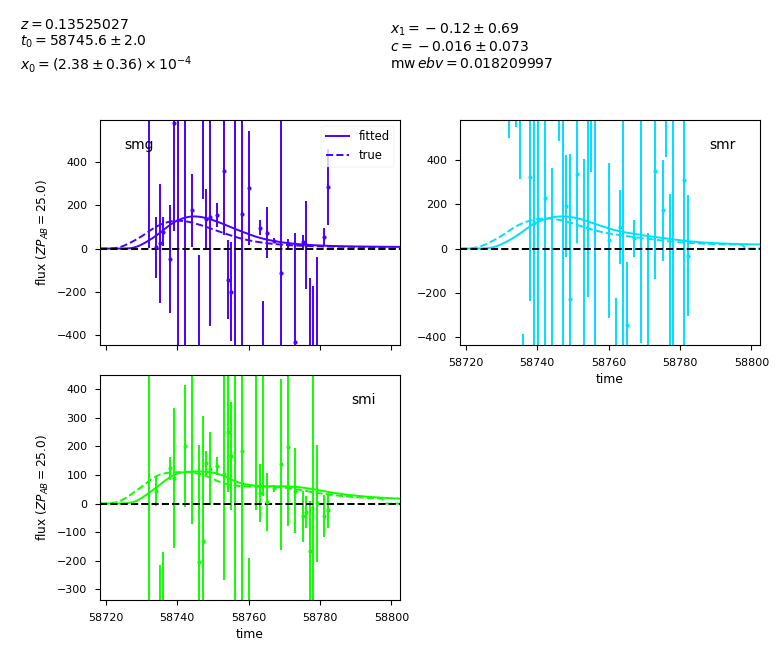 z = 0.13525027
t₀ = 58745.6 ± 2.0
x₀ = (2.38 ± 0.36) × 10⁻⁴
x₁ = −0.12 ± 0.69
c = −0.016 ± 0.073
mw ebv = 0.018209997
smg
fitted
true
400
200
0
−200
−400
flux (ZP_AB = 25.0)
smr
400
200
0
−200
−400
58720 58740 58760 58780 58800
time
smi
400
300
200
100
0
−100
−200
−300
flux (ZP_AB = 25.0)
58720 58740 58760 58780 58800
time